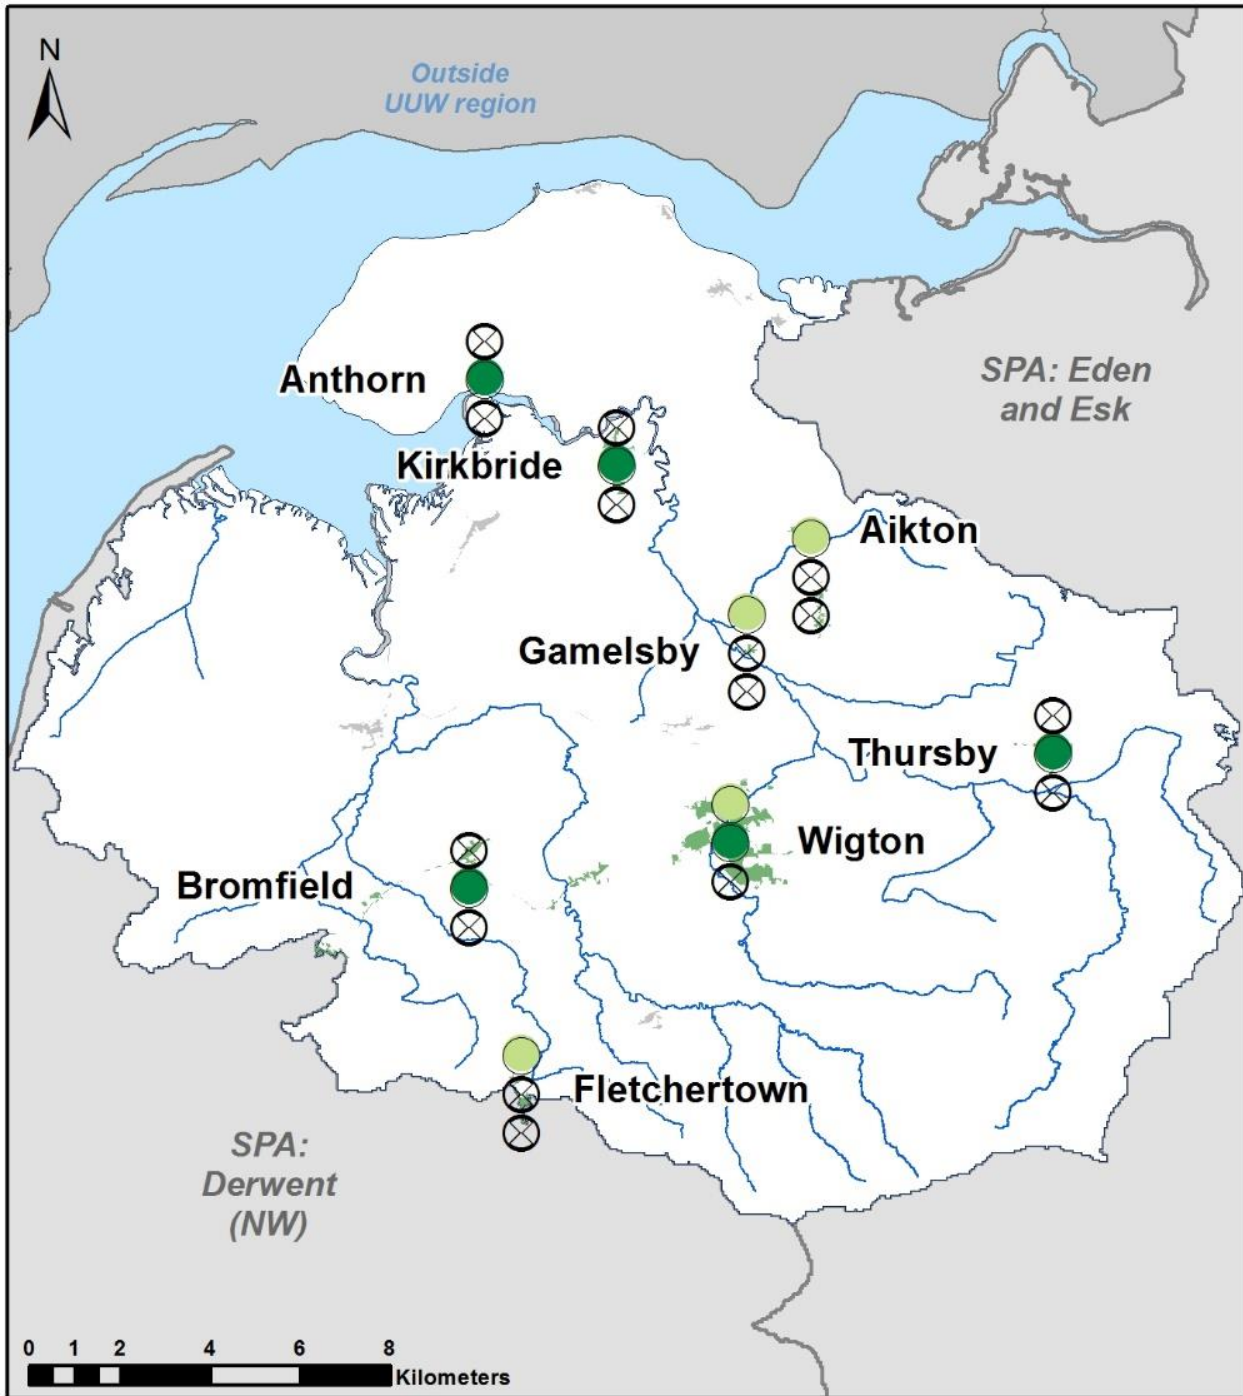 N
Outside
UUW region
Anthorn
SPA: Eden
and Esk
Kirkbride
Aikton
Gamelsby
Thursby
Wigton
Bromfield
Fletchertown
SPA:
Derwent
(NW)
0 1 2 4 6 8
Kilometers